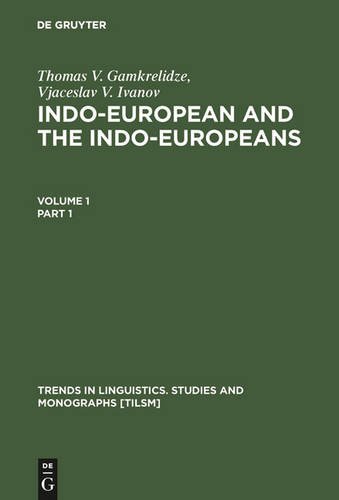 DE GRUYTER
Thomas V. Gamkrelidze,
Vjaceslav V. Ivanov
INDO-EUROPEAN AND
THE INDO-EUROPEANS
VOLUME 1
PART 1
TRENDS IN LINGUISTICS. STUDIES AND
MONOGRAPHS [TILSM]
DE
G